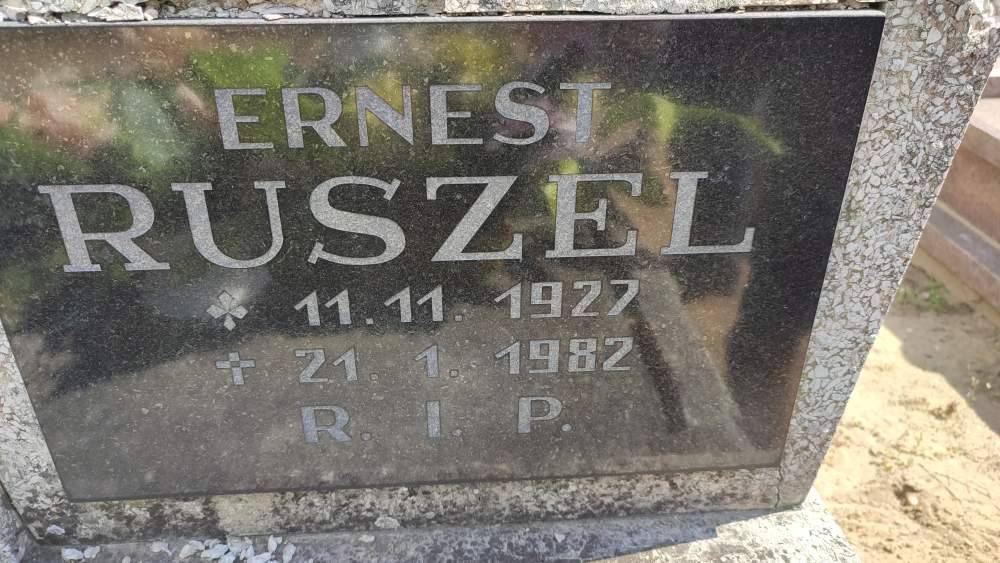 ERNEST
RUSZEL
11. 11. 1927
✝ 21. 1. 1982
R. I. P.